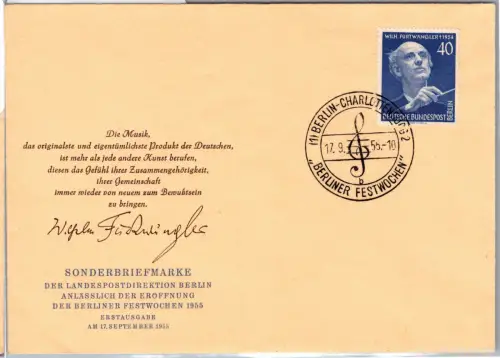 WILH. FURTWÄNGLER † 1954
40
DEUTSCHE BUNDESPOST
BERLIN
(1) BERLIN-CHARLOTTENBURG 2
17. 9. 55.-10
b
„BERLINER FESTWOCHEN"
Die Musik,
das originalste und eigentümlichste Produkt der Deutschen,
ist mehr als jede andere Kunst berufen,
diesen das Gefühl ihrer Zusammengehörigkeit,
ihrer Gemeinschaft
immer wieder von neuem zum Bewußtsein
zu bringen.
Wilhelm Furtwängler
SONDERBRIEFMARKE
DER LANDESPOSTDIREKTION BERLIN
ANLÄSSLICH DER ERÖFFNUNG
DER BERLINER FESTWOCHEN 1955
ERSTAUSGABE
AM 17. SEPTEMBER 1955